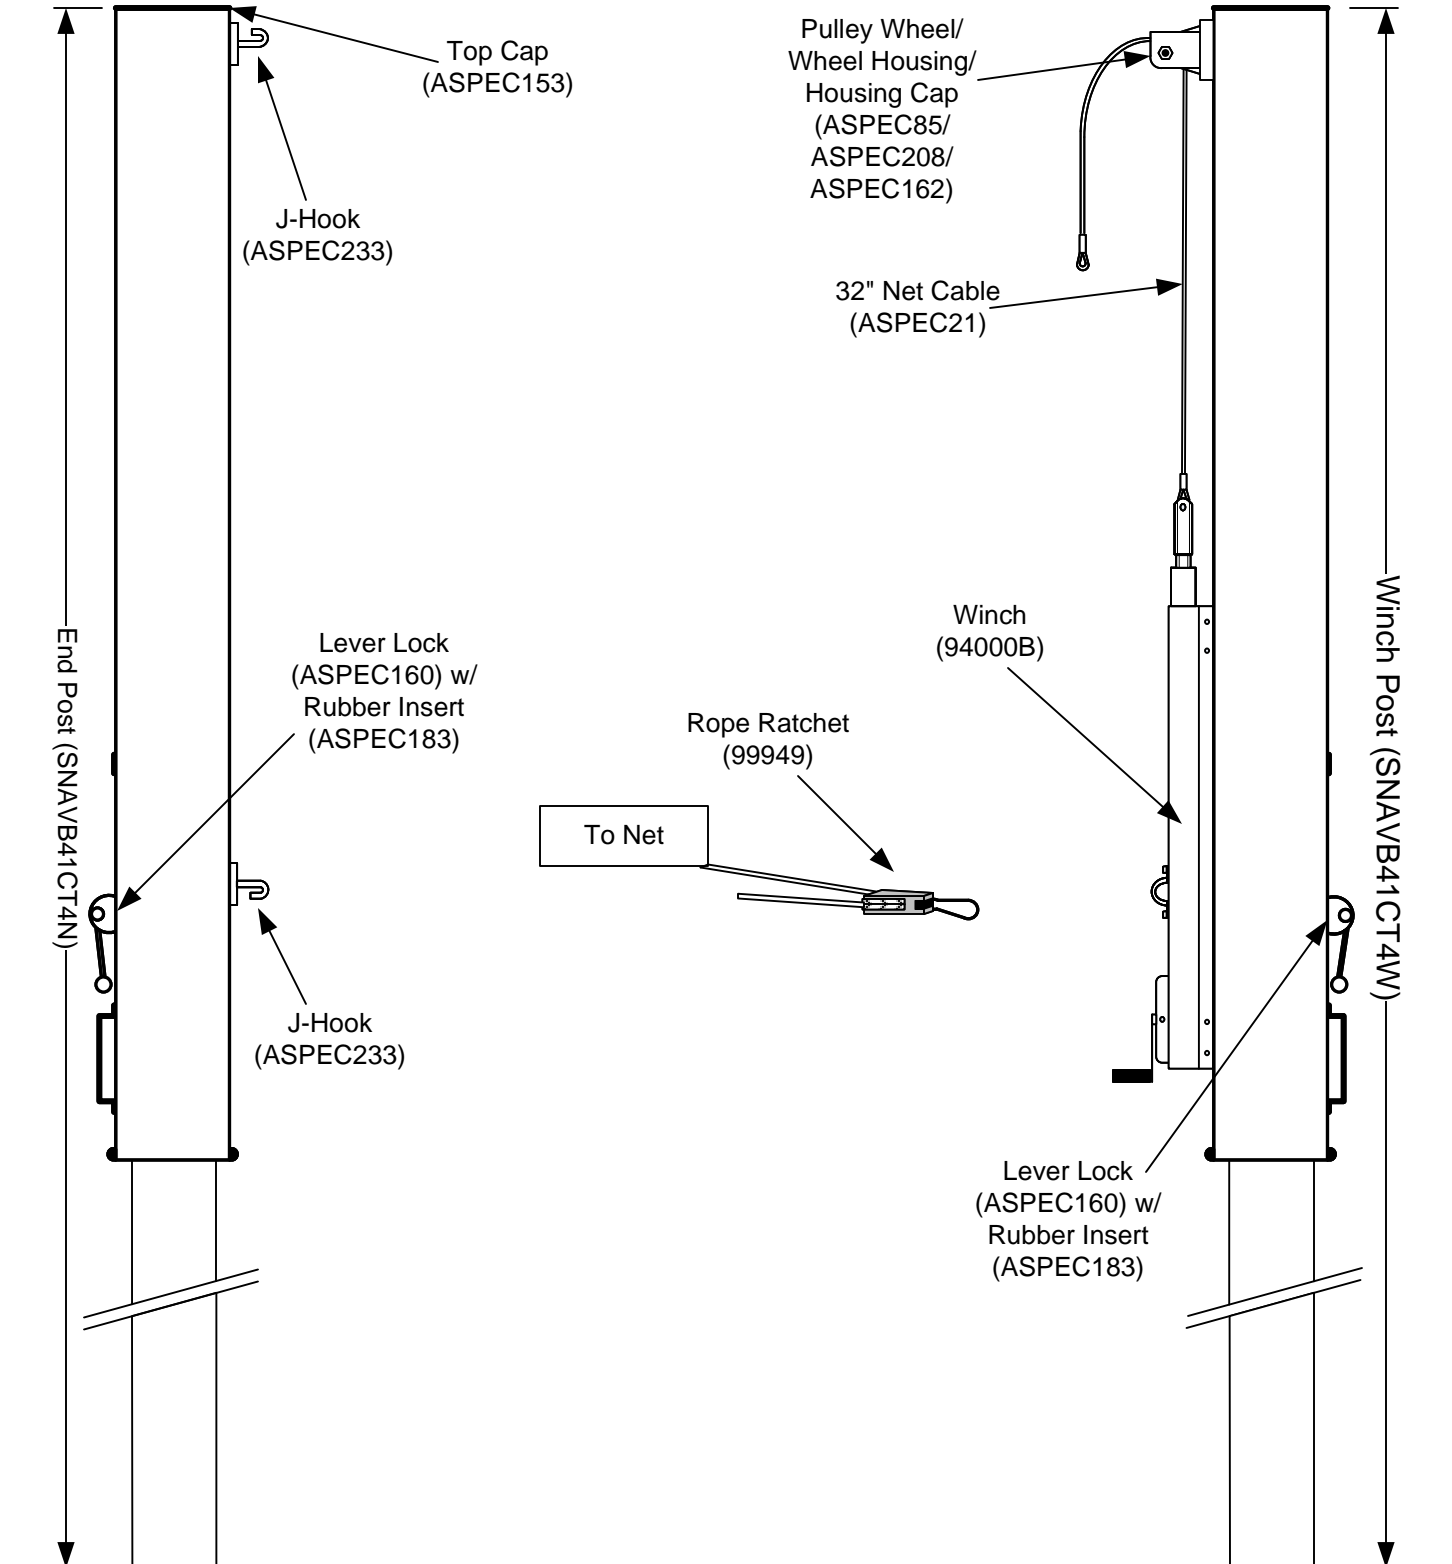 Top Cap
(ASPEC153)
J-Hook
(ASPEC233)
Pulley Wheel/
Wheel Housing/
Housing Cap
(ASPEC85/
ASPEC208/
ASPEC162)
32" Net Cable
(ASPEC21)
End Post (SNAVB41CT4N)
Lever Lock
(ASPEC160) w/
Rubber Insert
(ASPEC183)
Winch
(94000B)
Winch Post (SNAVB41CT4W)
Rope Ratchet
(99949)
To Net
J-Hook
(ASPEC233)
Lever Lock
(ASPEC160) w/
Rubber Insert
(ASPEC183)